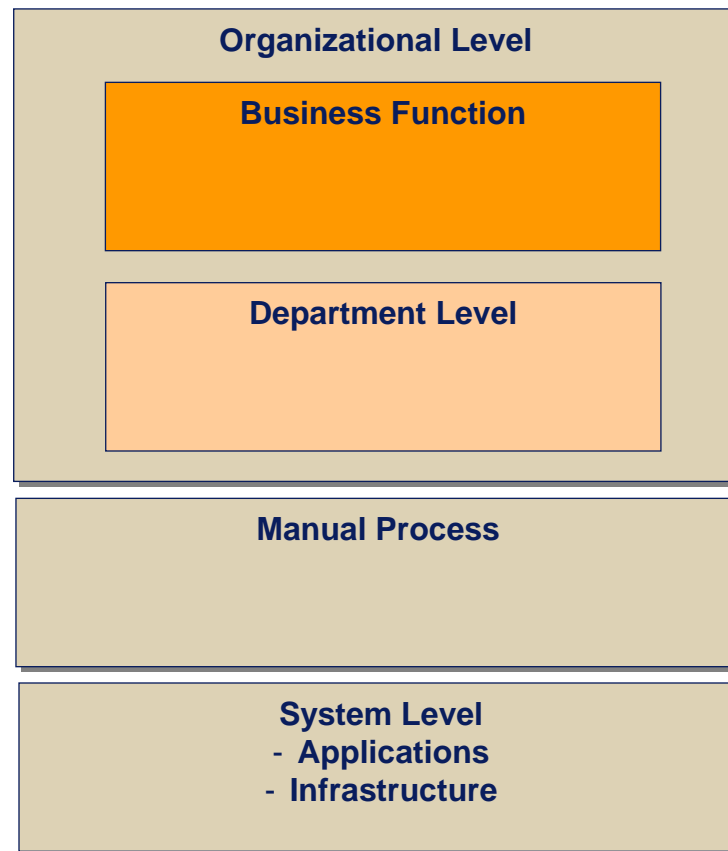 Organizational Level
Business Function
Department Level
Manual Process
System Level
- Applications
- Infrastructure